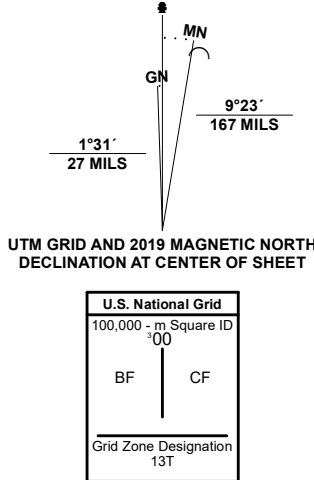 MN
GN
9°23´
167 MILS
1°31´
27 MILS
UTM GRID AND 2019 MAGNETIC NORTH
DECLINATION AT CENTER OF SHEET
U.S. National Grid
100,000 - m Square ID
³00
BF CF
Grid Zone Designation
13T